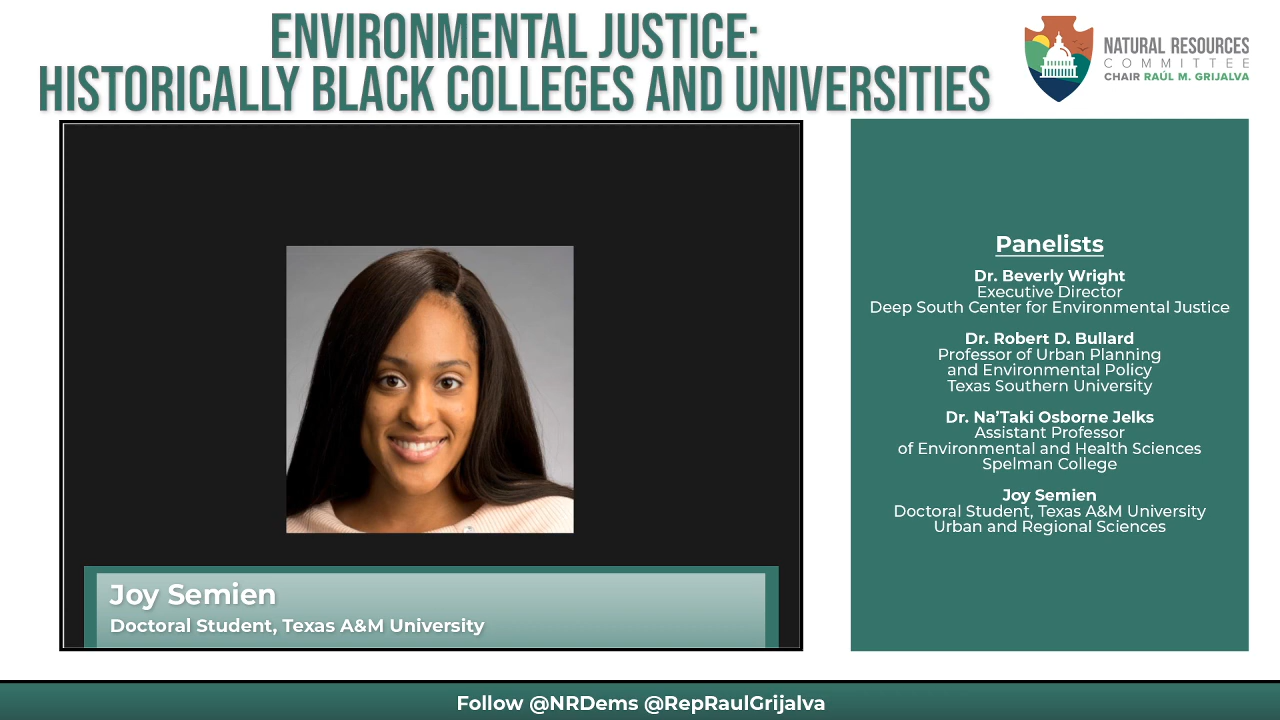 ENVIRONMENTAL JUSTICE:
HISTORICALLY BLACK COLLEGES AND UNIVERSITIES
NATURAL RESOURCES
COMMITTEE
CHAIR RAÚL M. GRIJALVA
Joy Semien
Doctoral Student, Texas A&M University
Panelists
Dr. Beverly Wright
Executive Director
Deep South Center for Environmental Justice
Dr. Robert D. Bullard
Professor of Urban Planning
and Environmental Policy
Texas Southern University
Dr. Na’Taki Osborne Jelks
Assistant Professor
of Environmental and Health Sciences
Spelman College
Joy Semien
Doctoral Student, Texas A&M University
Urban and Regional Sciences
Follow @NRDems @RepRaulGrijalva